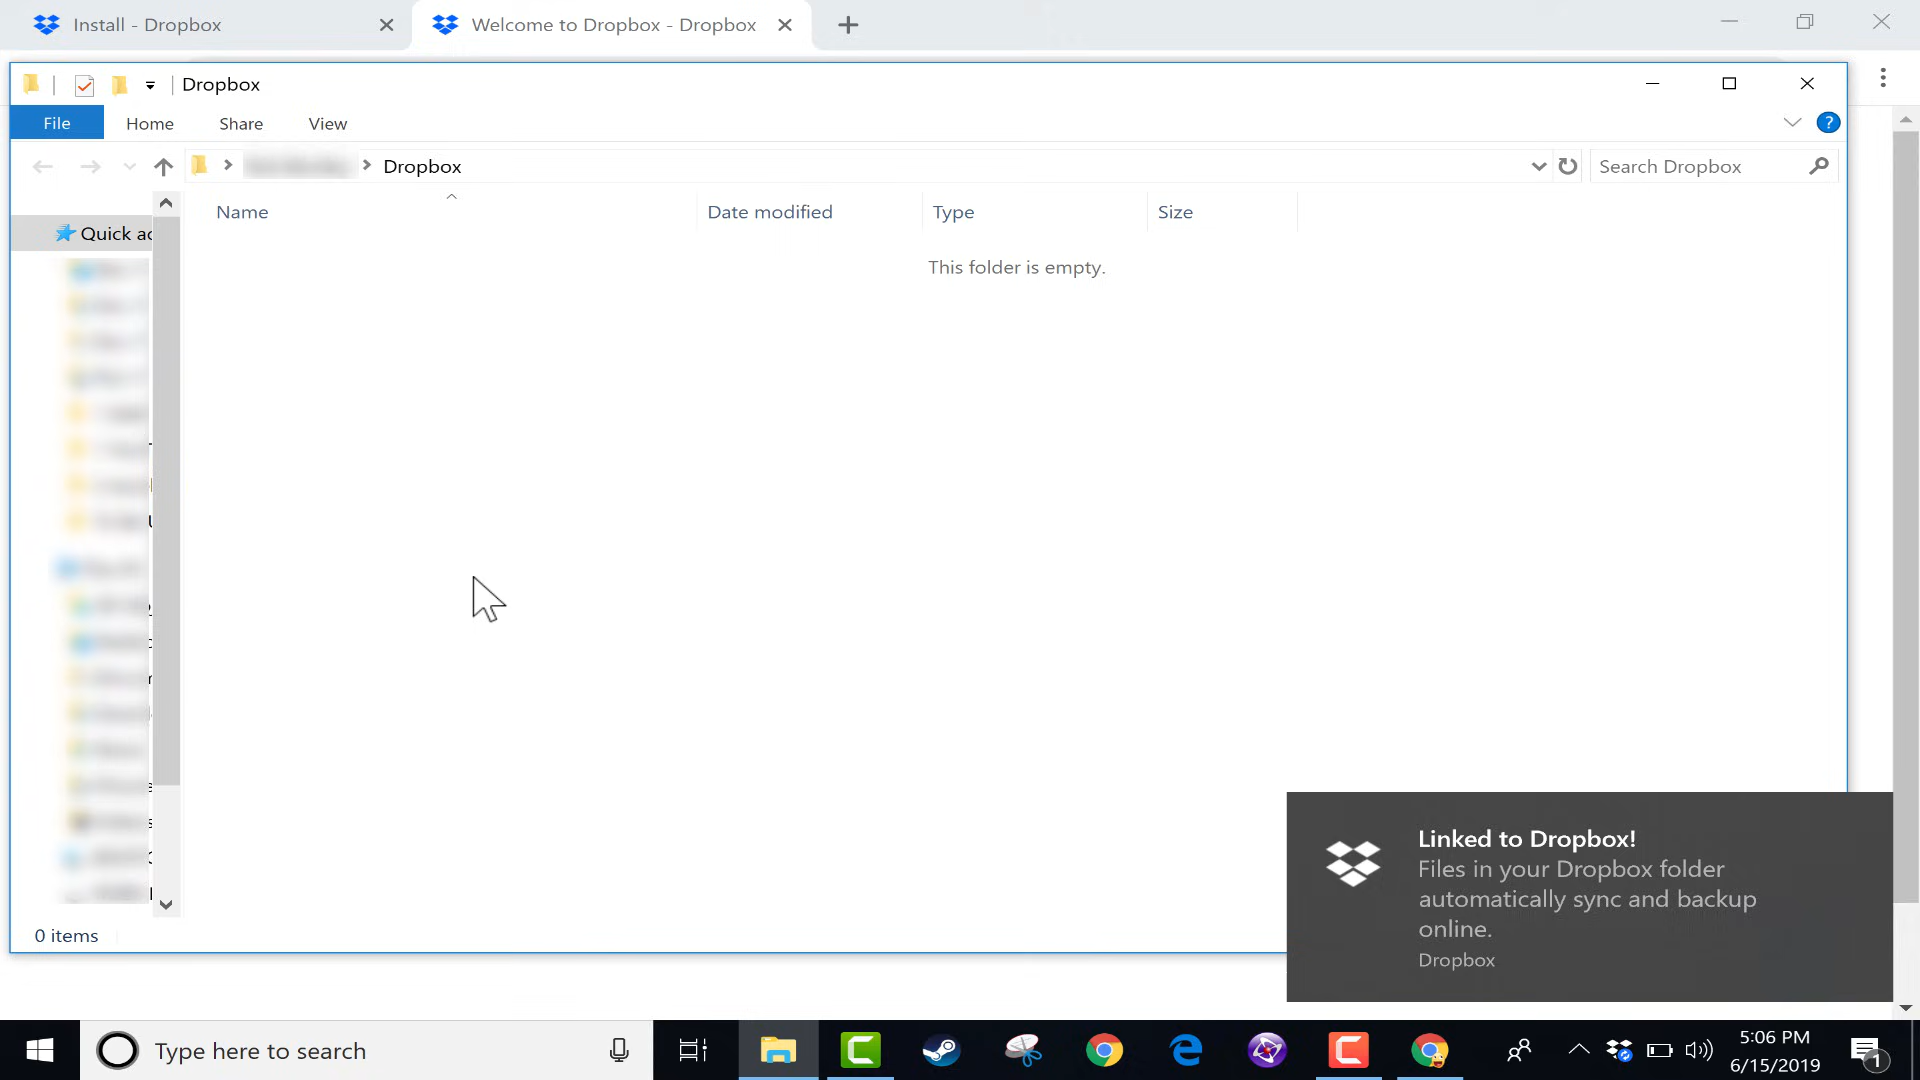 Install - Dropbox
Welcome to Dropbox - Dropbox
Dropbox
File Home Share View
Dropbox
Search Dropbox
Name Date modified Type Size
Quick ac
This folder is empty.
0 items
Linked to Dropbox!
Files in your Dropbox folder
automatically sync and backup
online.
Dropbox
Type here to search
5:06 PM
6/15/2019
1